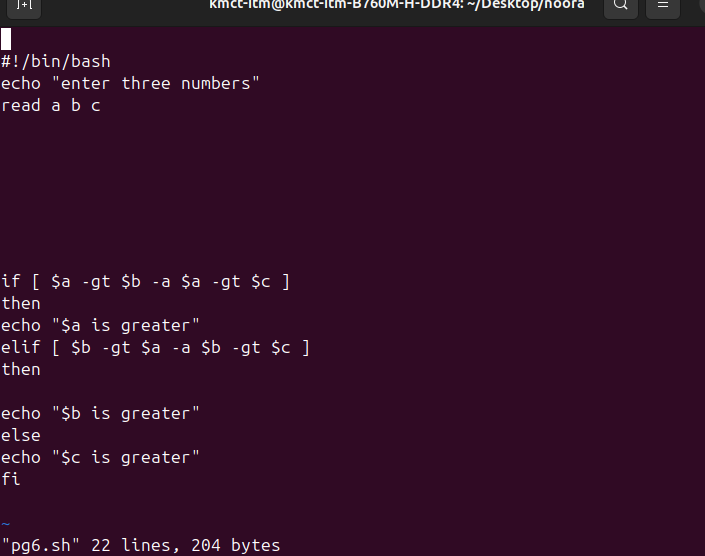 kmct-itm@kmct-itm-B760M-H-DDR4: ~/Desktop/noora
#!/bin/bash
echo "enter three numbers"
read a b c
if [ $a -gt $b -a $a -gt $c ]
then
echo "$a is greater"
elif [ $b -gt $a -a $b -gt $c ]
then
echo "$b is greater"
else
echo "$c is greater"
fi
~
"pg6.sh" 22 lines, 204 bytes